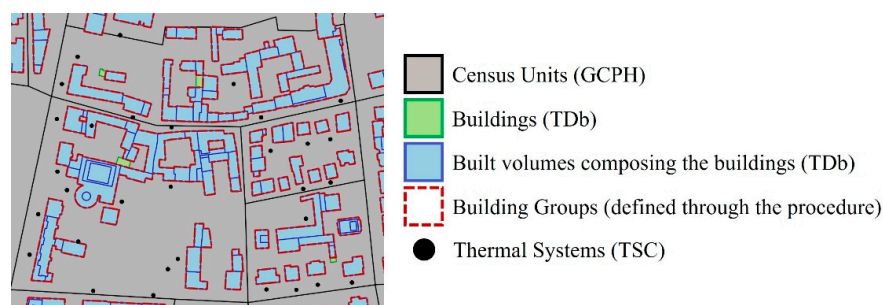 Census Units (GCPH)
Buildings (TDb)
Built volumes composing the buildings (TDb)
Building Groups (defined through the procedure)
Thermal Systems (TSC)